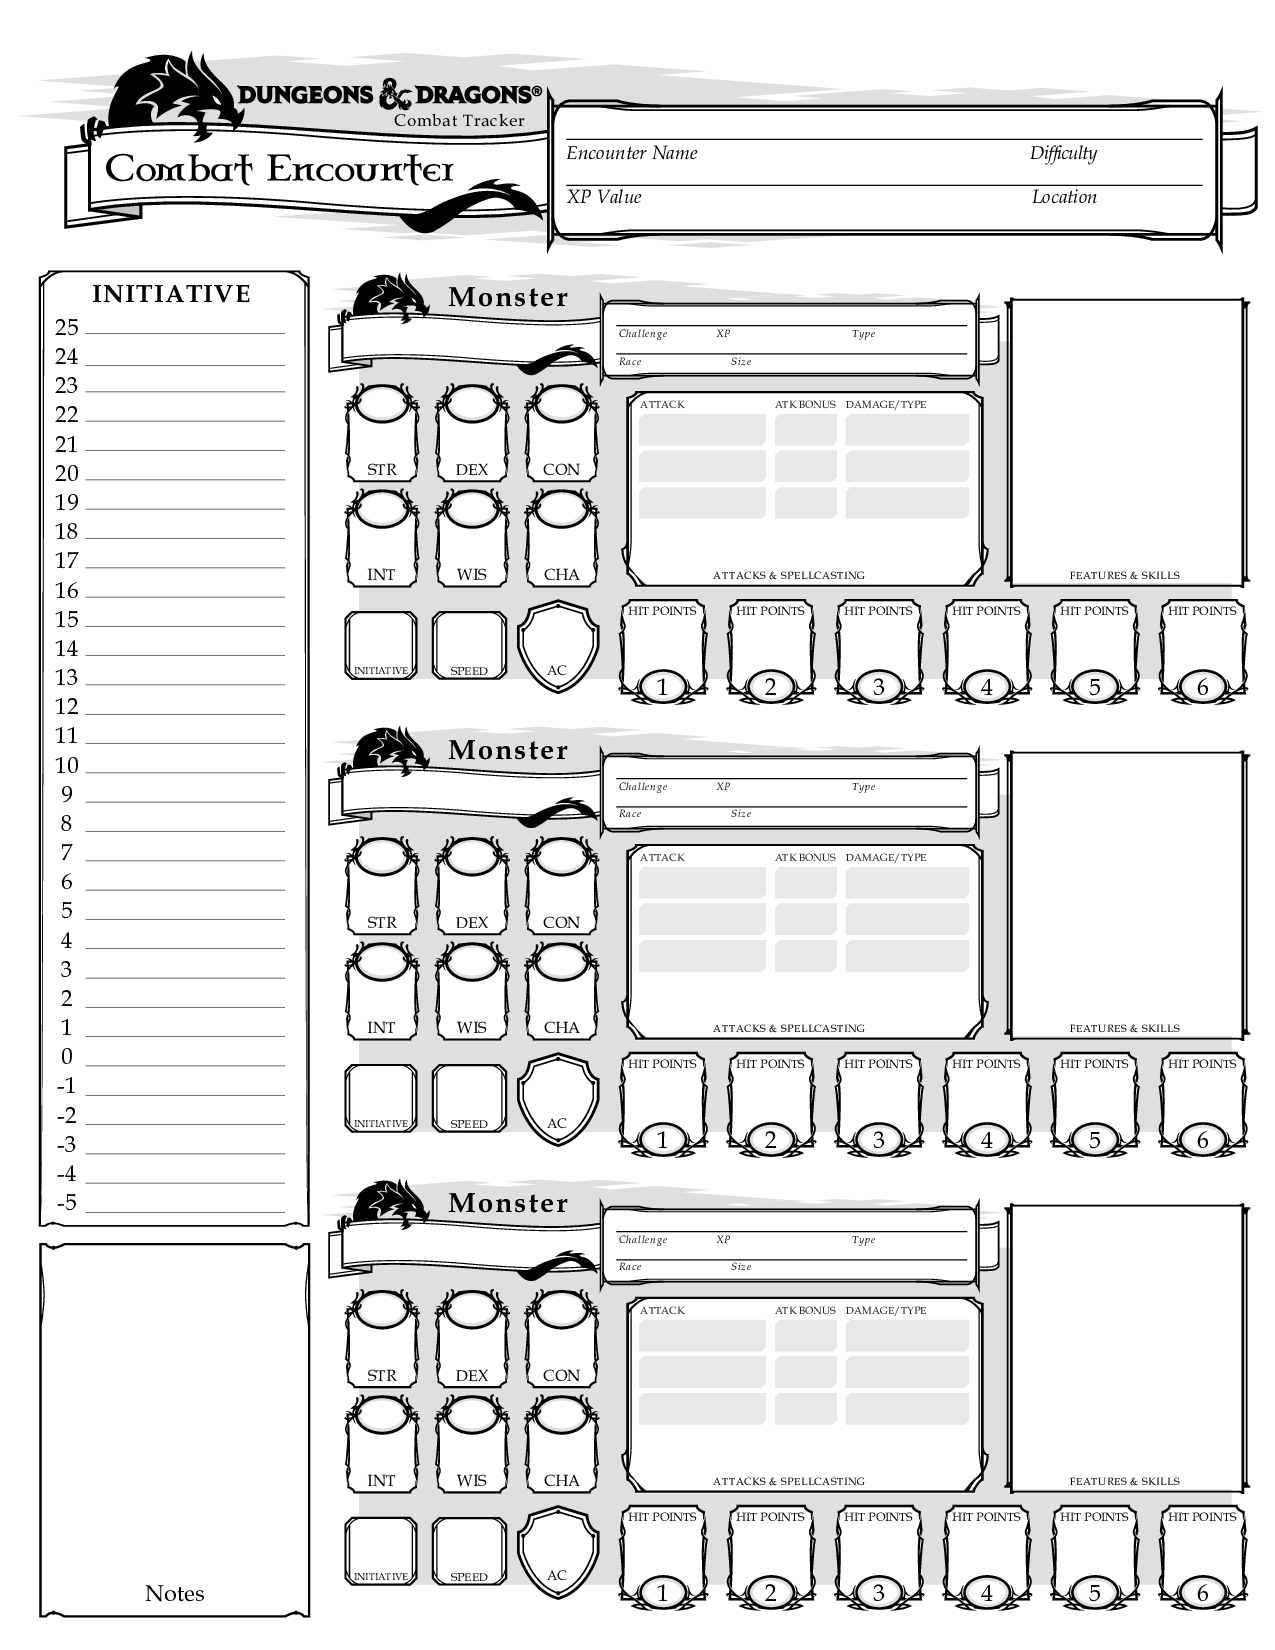 DUNGEONS & DRAGONS®
Combat Tracker
Combat Encounter
Encounter Name Difficulty
XP Value Location
INITIATIVE
25
24
23
22
21
20
19
18
17
16
15
14
13
12
11
10
9
8
7
6
5
4
3
2
1
0
-1
-2
-3
-4
-5
Notes
Monster
Challenge XP Type
Race Size
STR DEX CON
INT WIS CHA
INITIATIVE SPEED AC
ATTACK ATK BONUS DAMAGE/TYPE
ATTACKS & SPELLCASTING
FEATURES & SKILLS
HIT POINTS HIT POINTS HIT POINTS HIT POINTS HIT POINTS HIT POINTS
1 2 3 4 5 6
Monster
Challenge XP Type
Race Size
STR DEX CON
INT WIS CHA
INITIATIVE SPEED AC
ATTACK ATK BONUS DAMAGE/TYPE
ATTACKS & SPELLCASTING
FEATURES & SKILLS
HIT POINTS HIT POINTS HIT POINTS HIT POINTS HIT POINTS HIT POINTS
1 2 3 4 5 6
Monster
Challenge XP Type
Race Size
STR DEX CON
INT WIS CHA
INITIATIVE SPEED AC
ATTACK ATK BONUS DAMAGE/TYPE
ATTACKS & SPELLCASTING
FEATURES & SKILLS
HIT POINTS HIT POINTS HIT POINTS HIT POINTS HIT POINTS HIT POINTS
1 2 3 4 5 6